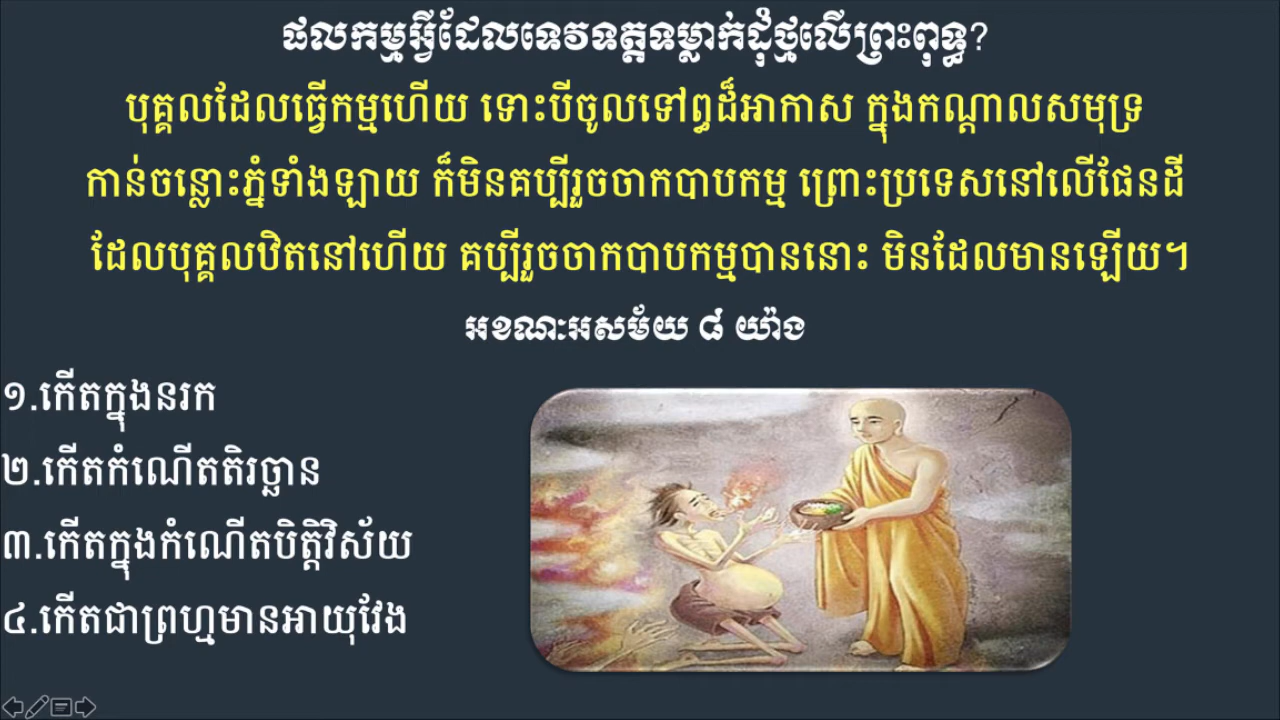 ផលកម្មអ្វីដែលទេវទត្តទម្លាក់ដុំថ្មលើព្រះពុទ្ធ?
បុគ្គលដែលធ្វើកម្មហើយ ទោះបីចូលទៅឰដ៏អាកាស ក្នុងកណ្តាលសមុទ្រ
កាន់ចន្លោះភ្នំទាំងឡាយ ក៏មិនគប្បីរួចចាកបាបកម្ម ព្រោះប្រទេសនៅលើផែនដី
ដែលបុគ្គលឋិតនៅហើយ គប្បីរួចចាកបាបកម្មបាននោះ មិនដែលមានឡើយ។
អខណៈអសម័យ ៨ យ៉ាង
១.កើតក្នុងនរក
២.កើតកំណើតតិរច្ឆាន
៣.កើតក្នុងកំណើតបិត្តិវិស័យ
៤.កើតជាព្រហ្មមានអាយុវែង